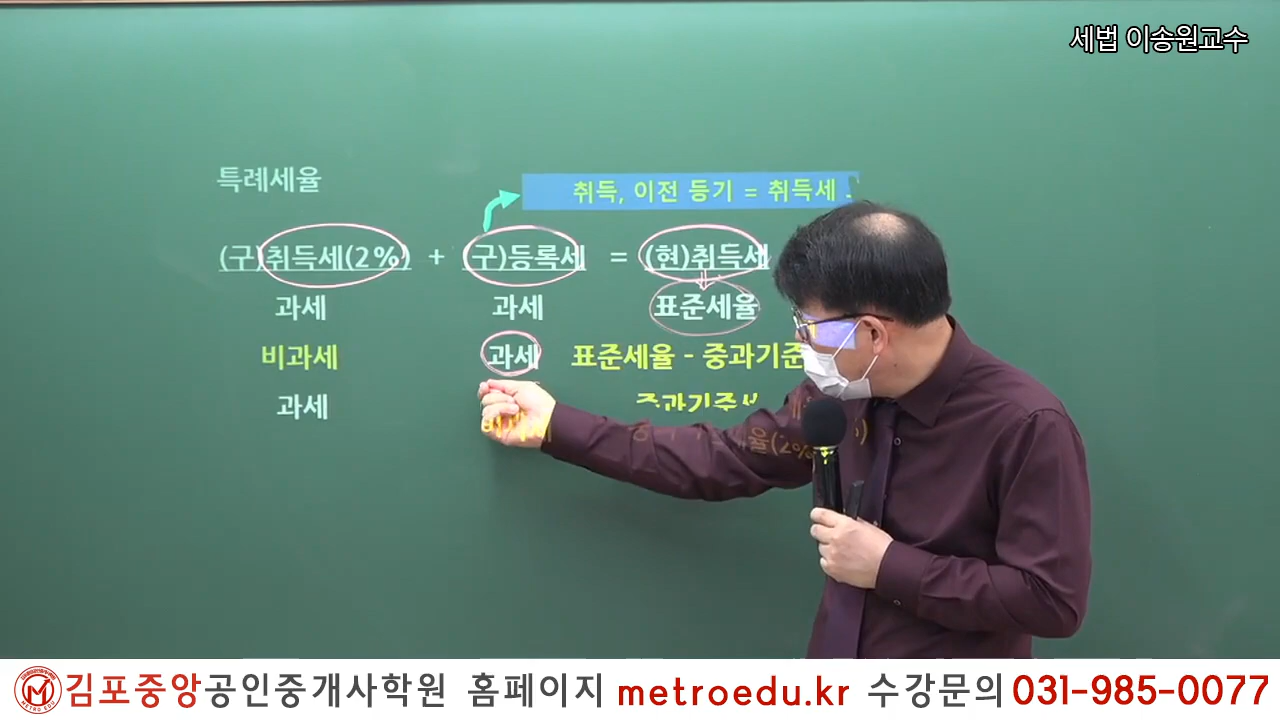 세법 이송원교수
특례세율
취득, 이전 등기 = 취득세
(구)취득세(2%) + (구)등록세 = (현)취득세
과세 과세 표준세율
비과세 과세 표준세율 - 중과기준
과세
METRO EDU
김포중앙공인중개사학원 홈페이지 metroedu.kr 수강문의 031-985-0077